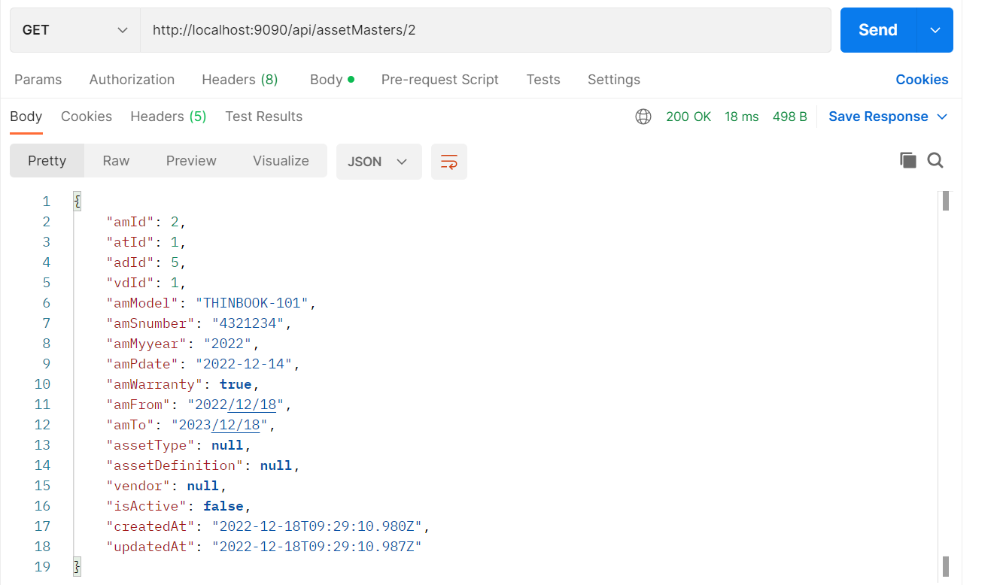 GET http://localhost:9090/api/assetMasters/2 Send
Params Authorization Headers (8) Body Pre-request Script Tests Settings Cookies
Body Cookies Headers (5) Test Results 200 OK 18 ms 498 B Save Response
Pretty Raw Preview Visualize JSON
1 {
2 "amId": 2,
3 "atId": 1,
4 "adId": 5,
5 "vdId": 1,
6 "amModel": "THINBOOK-101",
7 "amSnumber": "4321234",
8 "amMyyear": "2022",
9 "amPdate": "2022-12-14",
10 "amWarranty": true,
11 "amFrom": "2022/12/18",
12 "amTo": "2023/12/18",
13 "assetType": null,
14 "assetDefinition": null,
15 "vendor": null,
16 "isActive": false,
17 "createdAt": "2022-12-18T09:29:10.980Z",
18 "updatedAt": "2022-12-18T09:29:10.987Z"
19 }